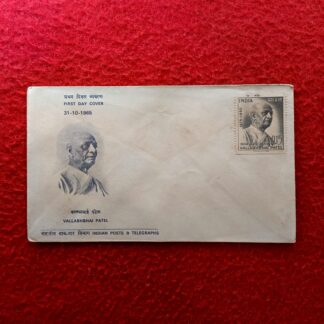 प्रथम दिवस आवरण
FIRST DAY COVER
31-10-1965
INDIA
VALLABHBHAI PATEL
वल्लभभाई पटेल
VALLABHBHAI PATEL
भारतीय डाक-तार विभाग INDIAN POSTS & TELEGRAPHS